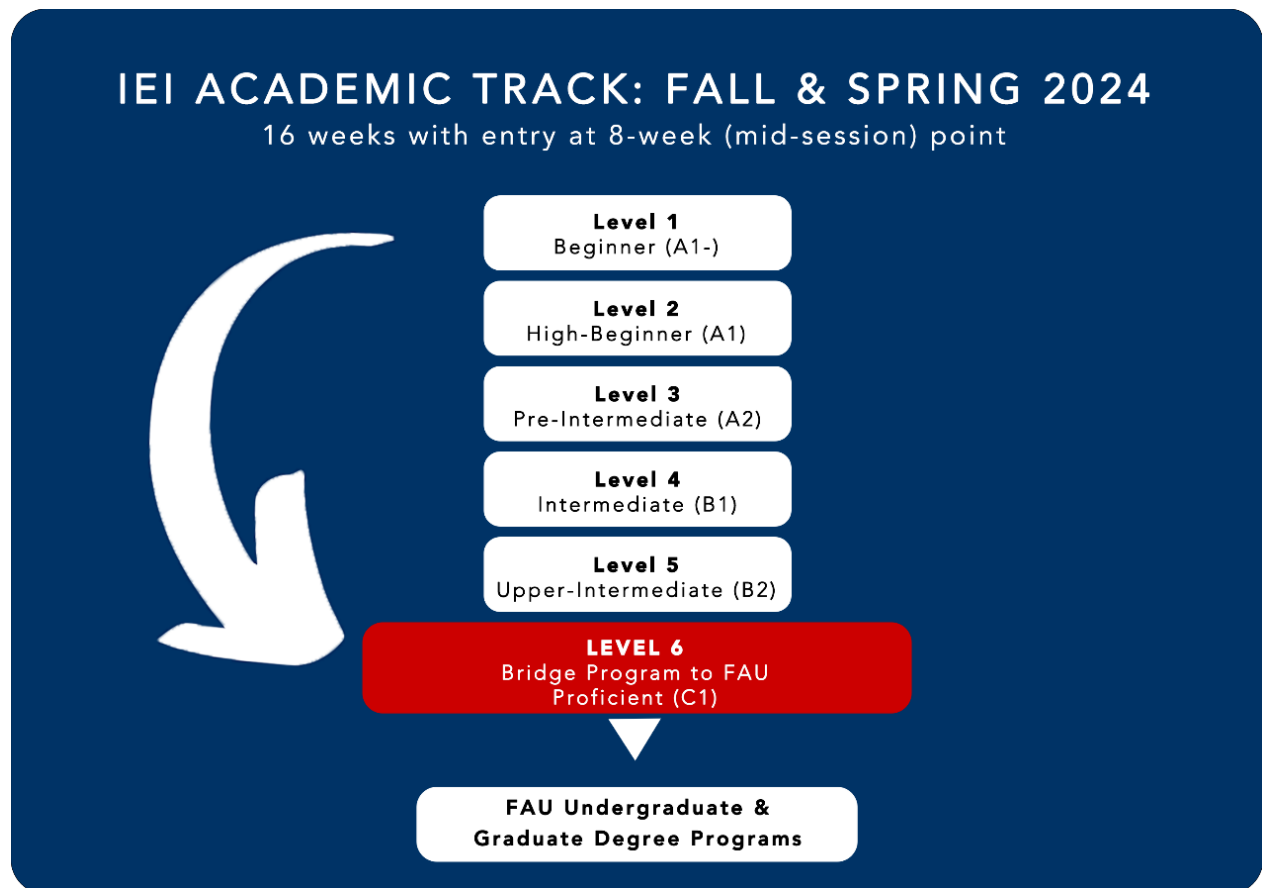 IEI ACADEMIC TRACK: FALL & SPRING 2024
16 weeks with entry at 8-week (mid-session) point
Level 1
Beginner (A1-)
Level 2
High-Beginner (A1)
Level 3
Pre-Intermediate (A2)
Level 4
Intermediate (B1)
Level 5
Upper-Intermediate (B2)
LEVEL 6
Bridge Program to FAU
Proficient (C1)
FAU Undergraduate &
Graduate Degree Programs